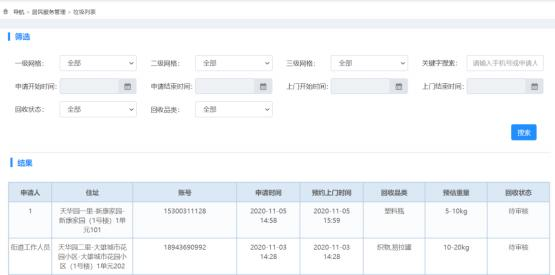 导航 > 居民服务管理 > 垃圾列表
筛选
一级网格： 全部 二级网格： 全部 三级网格： 全部 关键字搜索： 请输入手机号或申请人
申请开始时间： 申请结束时间： 上门开始时间： 上门结束时间：
回收状态： 全部 回收品类： 全部
搜索
结果
申请人 住址 账号 申请时间 预约上门时间 回收品类 预估重量 回收状态
1 天华园一里-新康家园- 15300311128 2020-11-05 2020-11-05 塑料瓶 5-10kg 待审核
新康家园（1号楼）1单 14:58 15:59
元101
街道工作人员 天华园二里-大雄城市花 18943690992 2020-11-03 2020-11-03 织物,易拉罐 10-20kg 待审核
园小区-大雄城市花园小 14:28 14:28
区（1号楼）1单元202